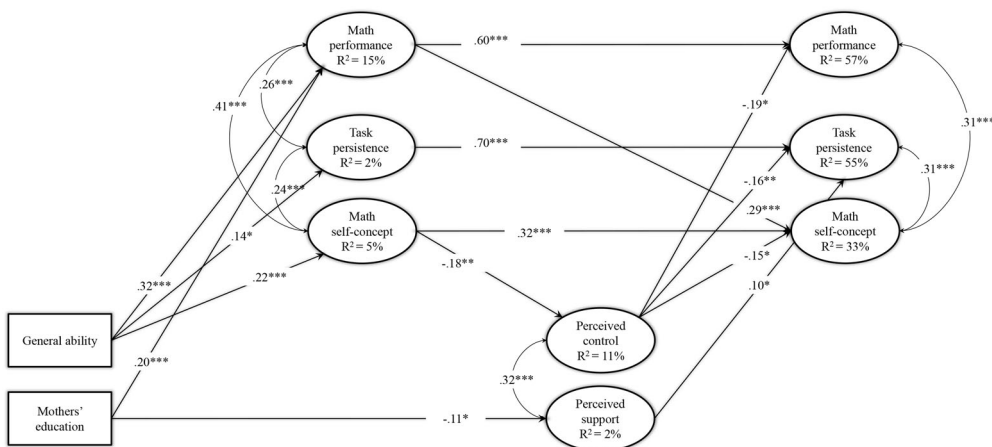 Math
performance
R² = 15%
.60***
Math
performance
R² = 57%
.26***
.41***
-.19*
.31***
Task
persistence
R² = 2%
.70***
Task
persistence
R² = 55%
-.16**
.31***
.24***
Math
self-concept
R² = 5%
.29***
.32***
Math
self-concept
R² = 33%
.14*
-.18**
-.15*
.22***
.10*
.32***
General ability
Perceived
control
R² = 11%
.20***
.32***
Mothers'
education
-.11*
Perceived
support
R² = 2%